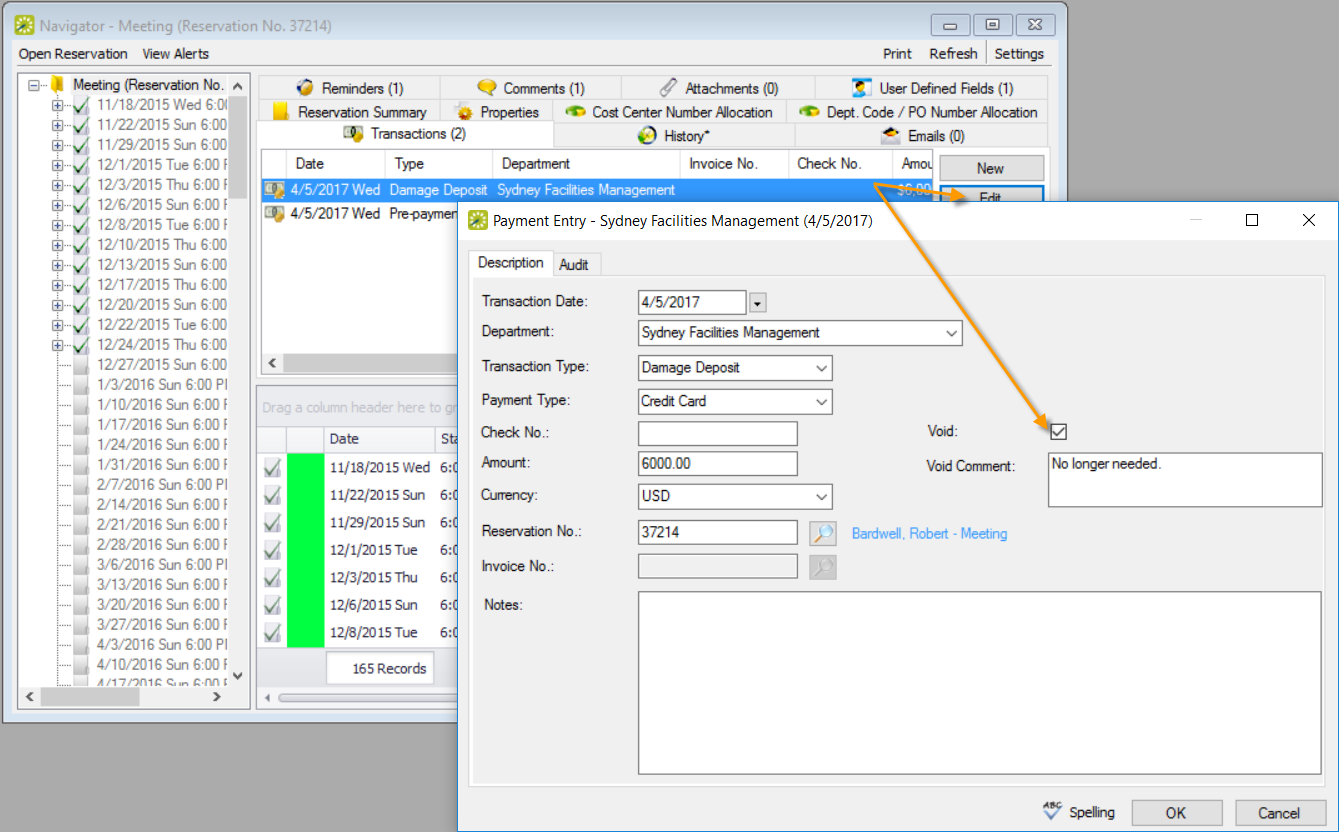 Navigator - Meeting (Reservation No. 37214)
Open Reservation View Alerts Print Refresh Settings
Meeting (Reservation No.
11/18/2015 Wed 6:00
11/22/2015 Sun 6:00
11/29/2015 Sun 6:00
12/1/2015 Tue 6:00
12/3/2015 Thu 6:00
12/6/2015 Sun 6:00
12/8/2015 Tue 6:00
12/10/2015 Thu 6:00
12/13/2015 Sun 6:00
12/17/2015 Thu 6:00
12/20/2015 Sun 6:00
12/22/2015 Tue 6:00
12/24/2015 Thu 6:00
12/27/2015 Sun 6:00
1/3/2016 Sun 6:00
1/10/2016 Sun 6:00
1/17/2016 Sun 6:00
1/24/2016 Sun 6:00
1/31/2016 Sun 6:00
2/7/2016 Sun 6:00
2/14/2016 Sun 6:00
2/21/2016 Sun 6:00
2/28/2016 Sun 6:00
3/6/2016 Sun 6:00
3/13/2016 Sun 6:00
3/20/2016 Sun 6:00
3/27/2016 Sun 6:00
4/3/2016 Sun 6:00
4/10/2016 Sun 6:00
4/17/2016 Sun 6:00
Reminders (1) Comments (1) Attachments (0) User Defined Fields (1)
Reservation Summary Properties Cost Center Number Allocation Dept. Code / PO Number Allocation
Transactions (2) History* Emails (0)
Date Type Department Invoice No. Check No. Amou
4/5/2017 Wed Damage Deposit Sydney Facilities Management
4/5/2017 Wed Pre-paymen
New
Edit
Drag a column header here to gr
Date Sta
11/18/2015 Wed 6:0
11/22/2015 Sun 6:0
11/29/2015 Sun 6:0
12/1/2015 Tue 6:0
12/3/2015 Thu 6:0
12/6/2015 Sun 6:0
12/8/2015 Tue 6:0
165 Records
Payment Entry - Sydney Facilities Management (4/5/2017)
Description Audit
Transaction Date: 4/5/2017
Department: Sydney Facilities Management
Transaction Type: Damage Deposit
Payment Type: Credit Card
Check No.:
Void:
Amount: 6000.00
Void Comment: No longer needed.
Currency: USD
Reservation No.: 37214 Bardwell, Robert - Meeting
Invoice No.:
Notes:
ABC Spelling OK Cancel